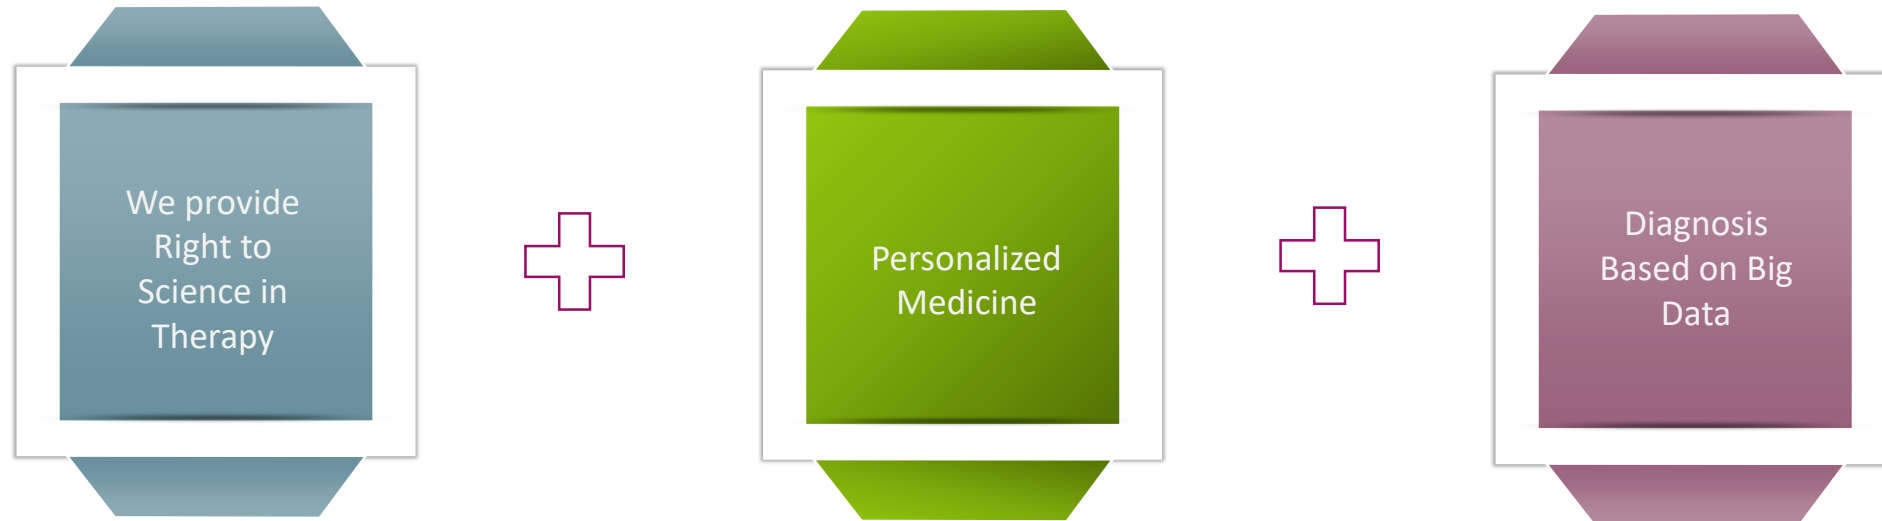 We provide
Right to
Science in
Therapy
Personalized
Medicine
Diagnosis
Based on Big
Data